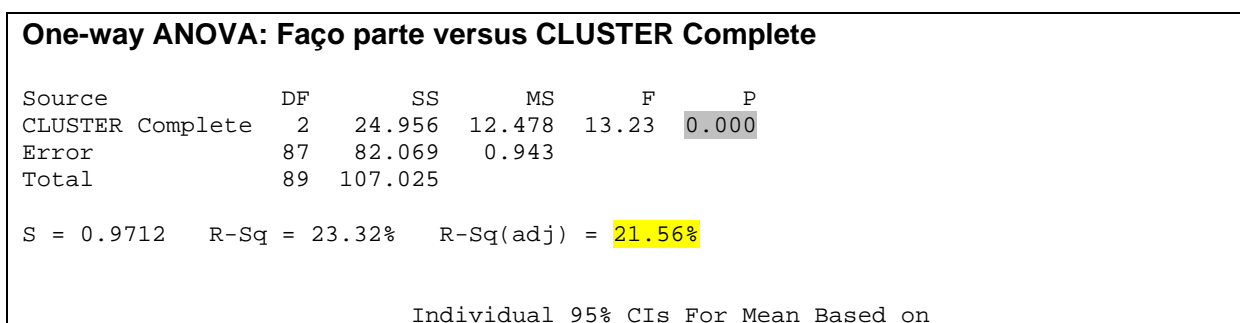 One-way ANOVA: Faço parte versus CLUSTER Complete
Source DF SS MS F P
CLUSTER Complete 2 24.956 12.478 13.23 0.000
Error 87 82.069 0.943
Total 89 107.025
S = 0.9712 R-Sq = 23.32% R-Sq(adj) = 21.56%
Individual 95% CIs For Mean Based on